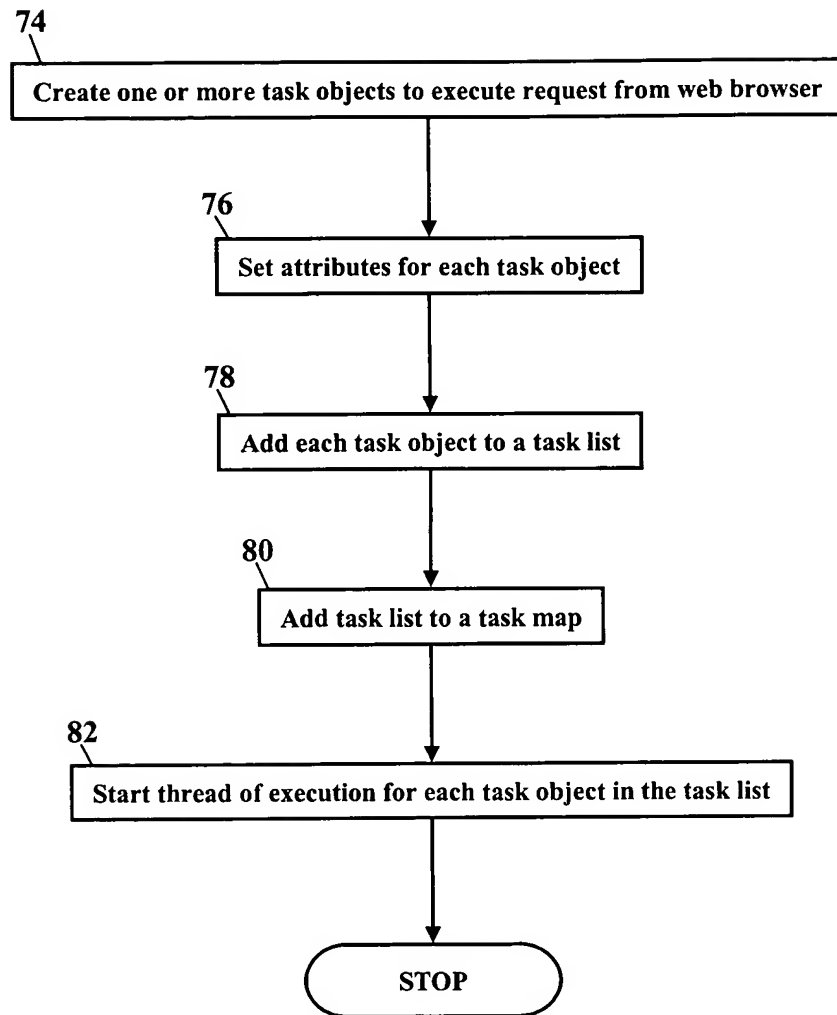 74
Create one or more task objects to execute request from web browser
76
Set attributes for each task object
78
Add each task object to a task list
80
Add task list to a task map
82
Start thread of execution for each task object in the task list
STOP